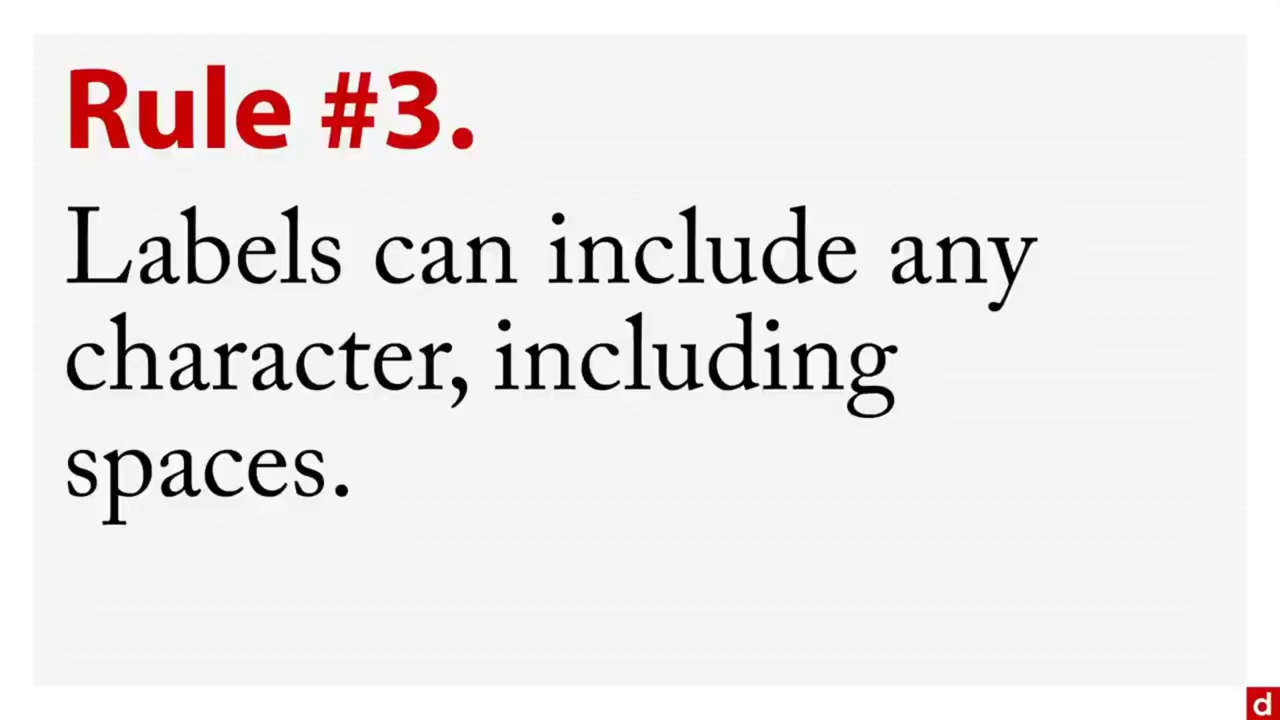 Rule #3.
Labels can include any
character, including
spaces.
d